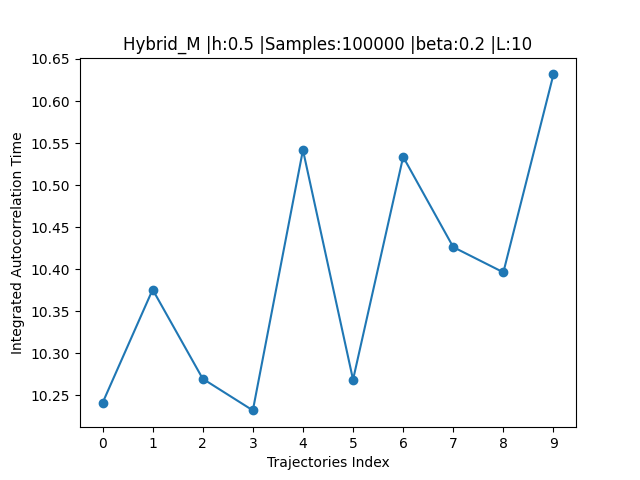 Hybrid_M |h:0.5 |Samples:100000 |beta:0.2 |L:10
Integrated Autocorrelation Time
10.65
10.60
10.55
10.50
10.45
10.40
10.35
10.30
10.25
0 1 2 3 4 5 6 7 8 9
Trajectories Index